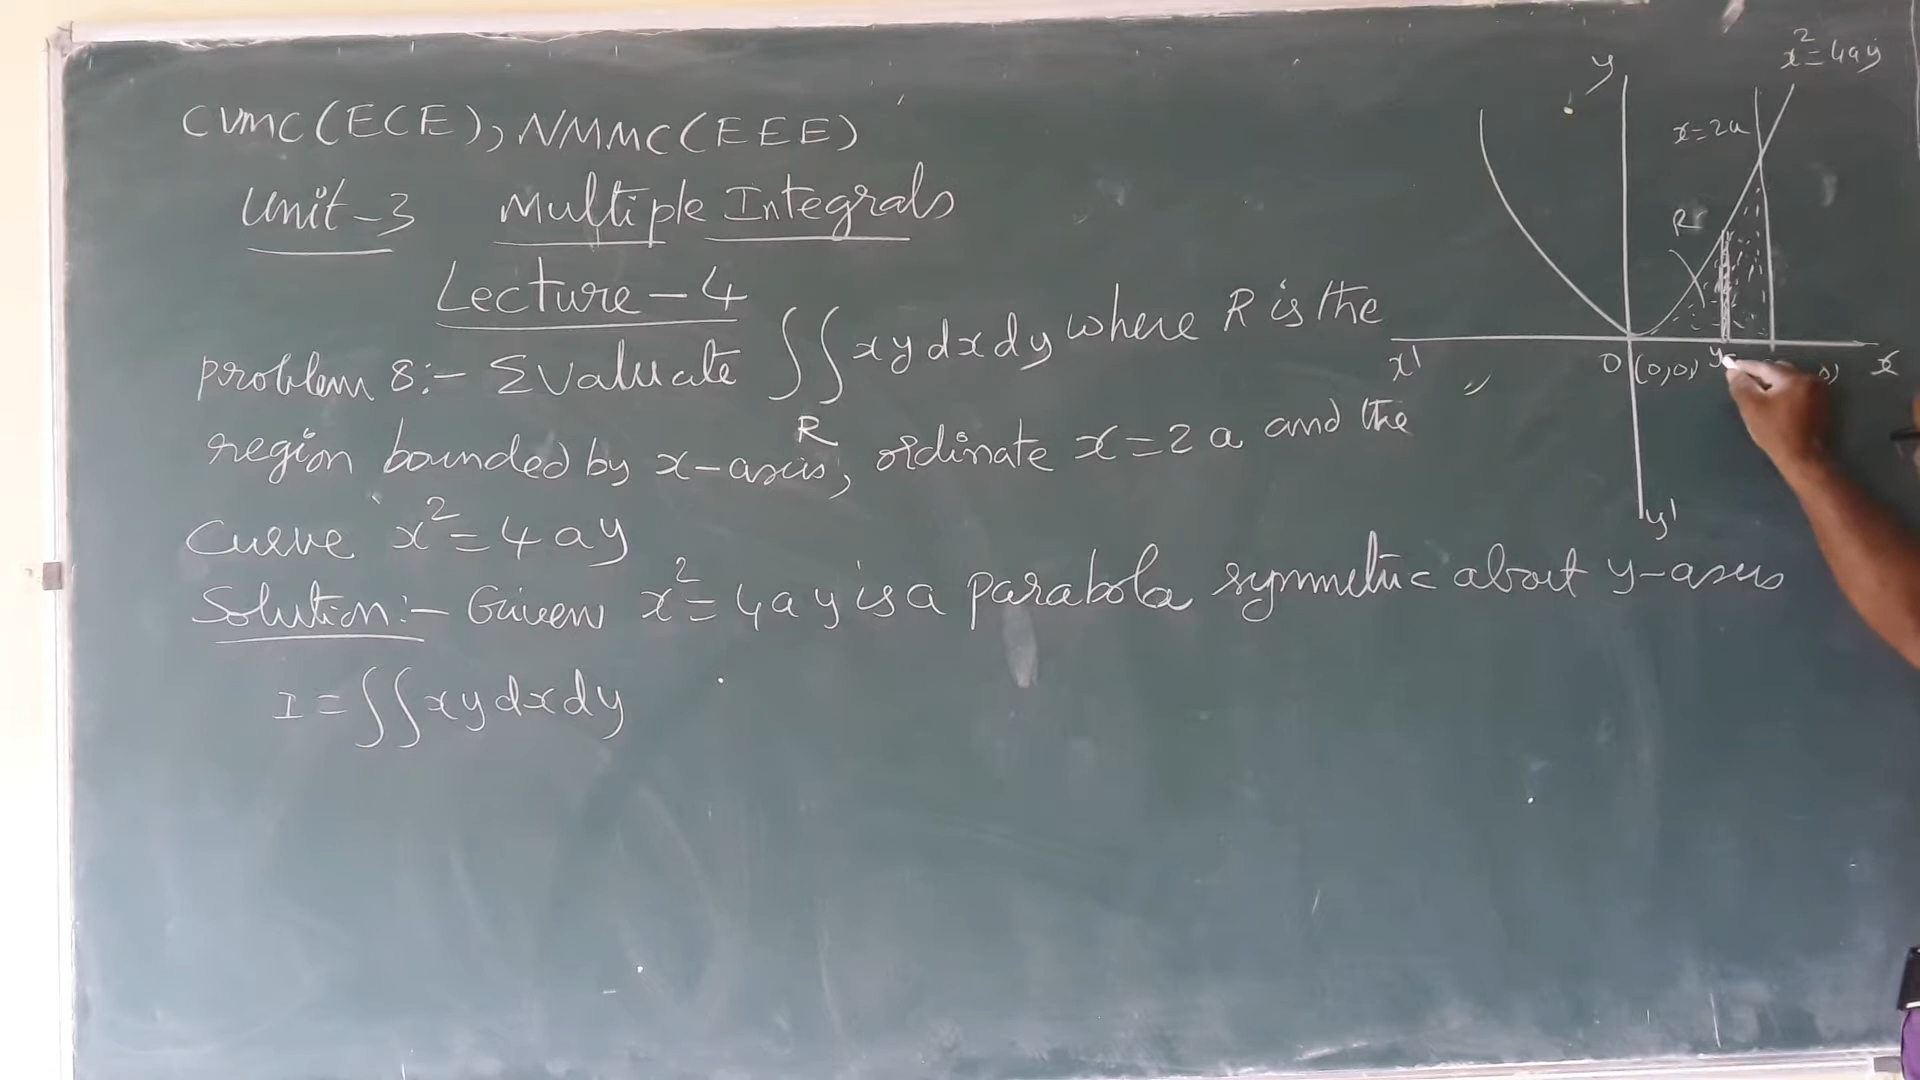 CVMC(ECE), NMMC(EEE)
Unit-3 Multiple Integrals
Lecture-4
problem 8:- Evaluate ∫∫ xy dx dy where R is the
R
region bounded by x-axis, ordinate x=2a and the
Curve x²=4ay
Solution:- Given x²=4ay is a parabola symmetric about y-axis
I=∫∫xy dx dy
x²=4ay
y
x=2a
R
x'
O (0,0)
x
y'